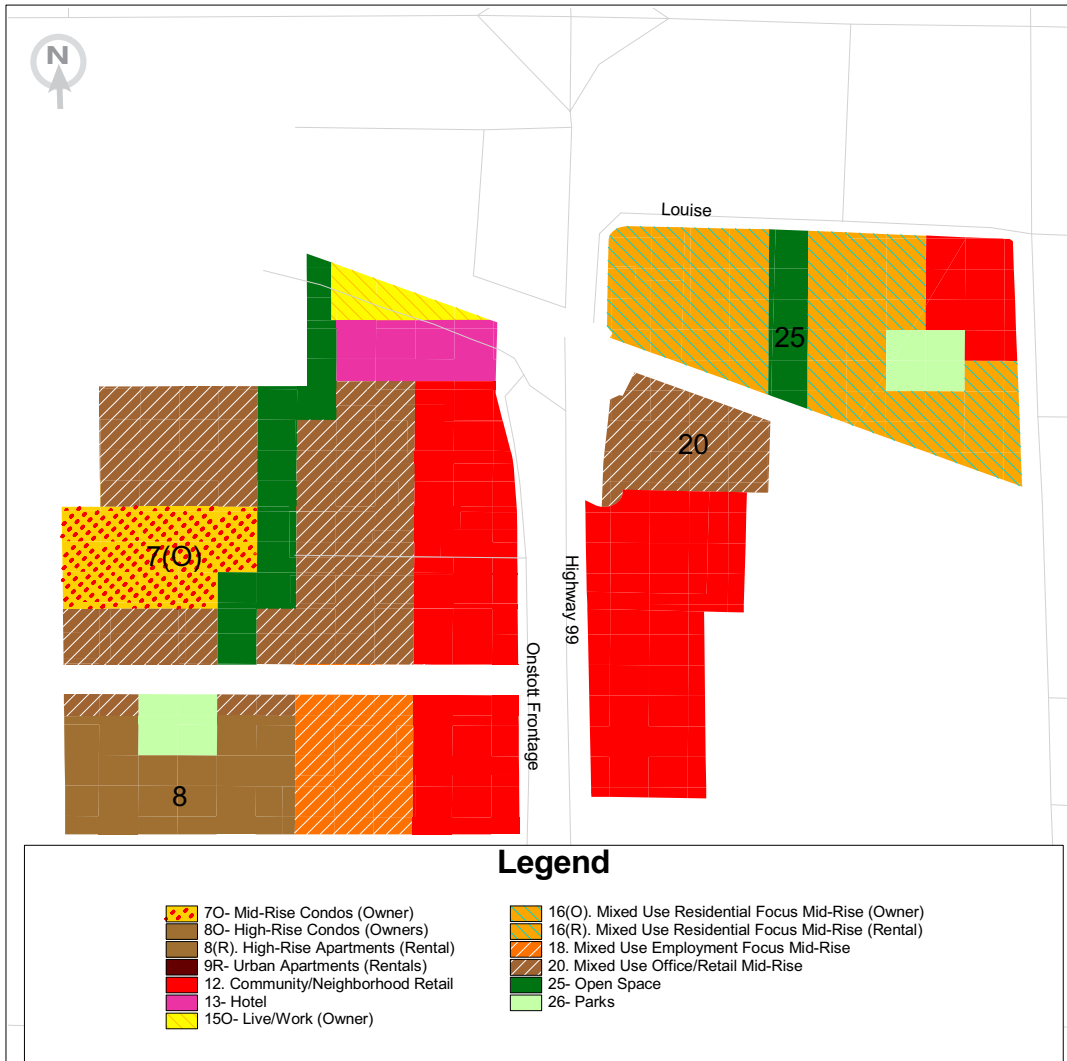 N
Louise
25
20
7(O)
Highway 99
Onstott Frontage
8
Legend
7O- Mid-Rise Condos (Owner)
8O- High-Rise Condos (Owners)
8(R). High-Rise Apartments (Rental)
9R- Urban Apartments (Rentals)
12. Community/Neighborhood Retail
13- Hotel
15O- Live/Work (Owner)
16(O). Mixed Use Residential Focus Mid-Rise (Owner)
16(R). Mixed Use Residential Focus Mid-Rise (Rental)
18. Mixed Use Employment Focus Mid-Rise
20. Mixed Use Office/Retail Mid-Rise
25- Open Space
26- Parks